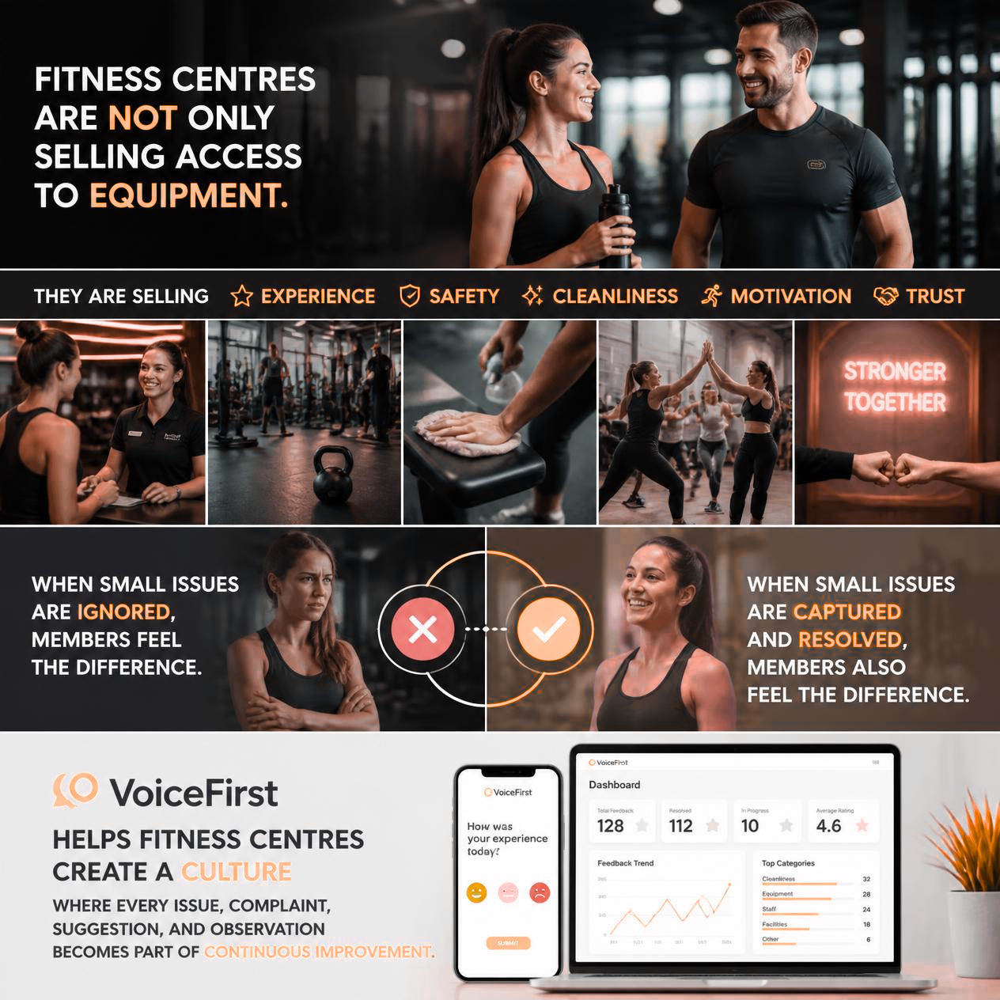 FITNESS CENTRES
ARE NOT ONLY
SELLING ACCESS
TO EQUIPMENT.
THEY ARE SELLING EXPERIENCE SAFETY CLEANLINESS MOTIVATION TRUST
STRONGER
TOGETHER
WHEN SMALL ISSUES
ARE IGNORED,
MEMBERS FEEL
THE DIFFERENCE.
WHEN SMALL ISSUES
ARE CAPTURED
AND RESOLVED,
MEMBERS ALSO
FEEL THE DIFFERENCE.
VoiceFirst
HELPS FITNESS CENTRES
CREATE A CULTURE
WHERE EVERY ISSUE, COMPLAINT,
SUGGESTION, AND OBSERVATION
BECOMES PART OF CONTINUOUS IMPROVEMENT.
VoiceFirst
How was
your experience
today?
SUBMIT
VoiceFirst
Dashboard
Total Feedback Resolved In Progress Average Rating
128 112 10 4.6
Feedback Trend
Top Categories
Cleanliness 32
Equipment 28
Staff 24
Facilities 18
Other 6